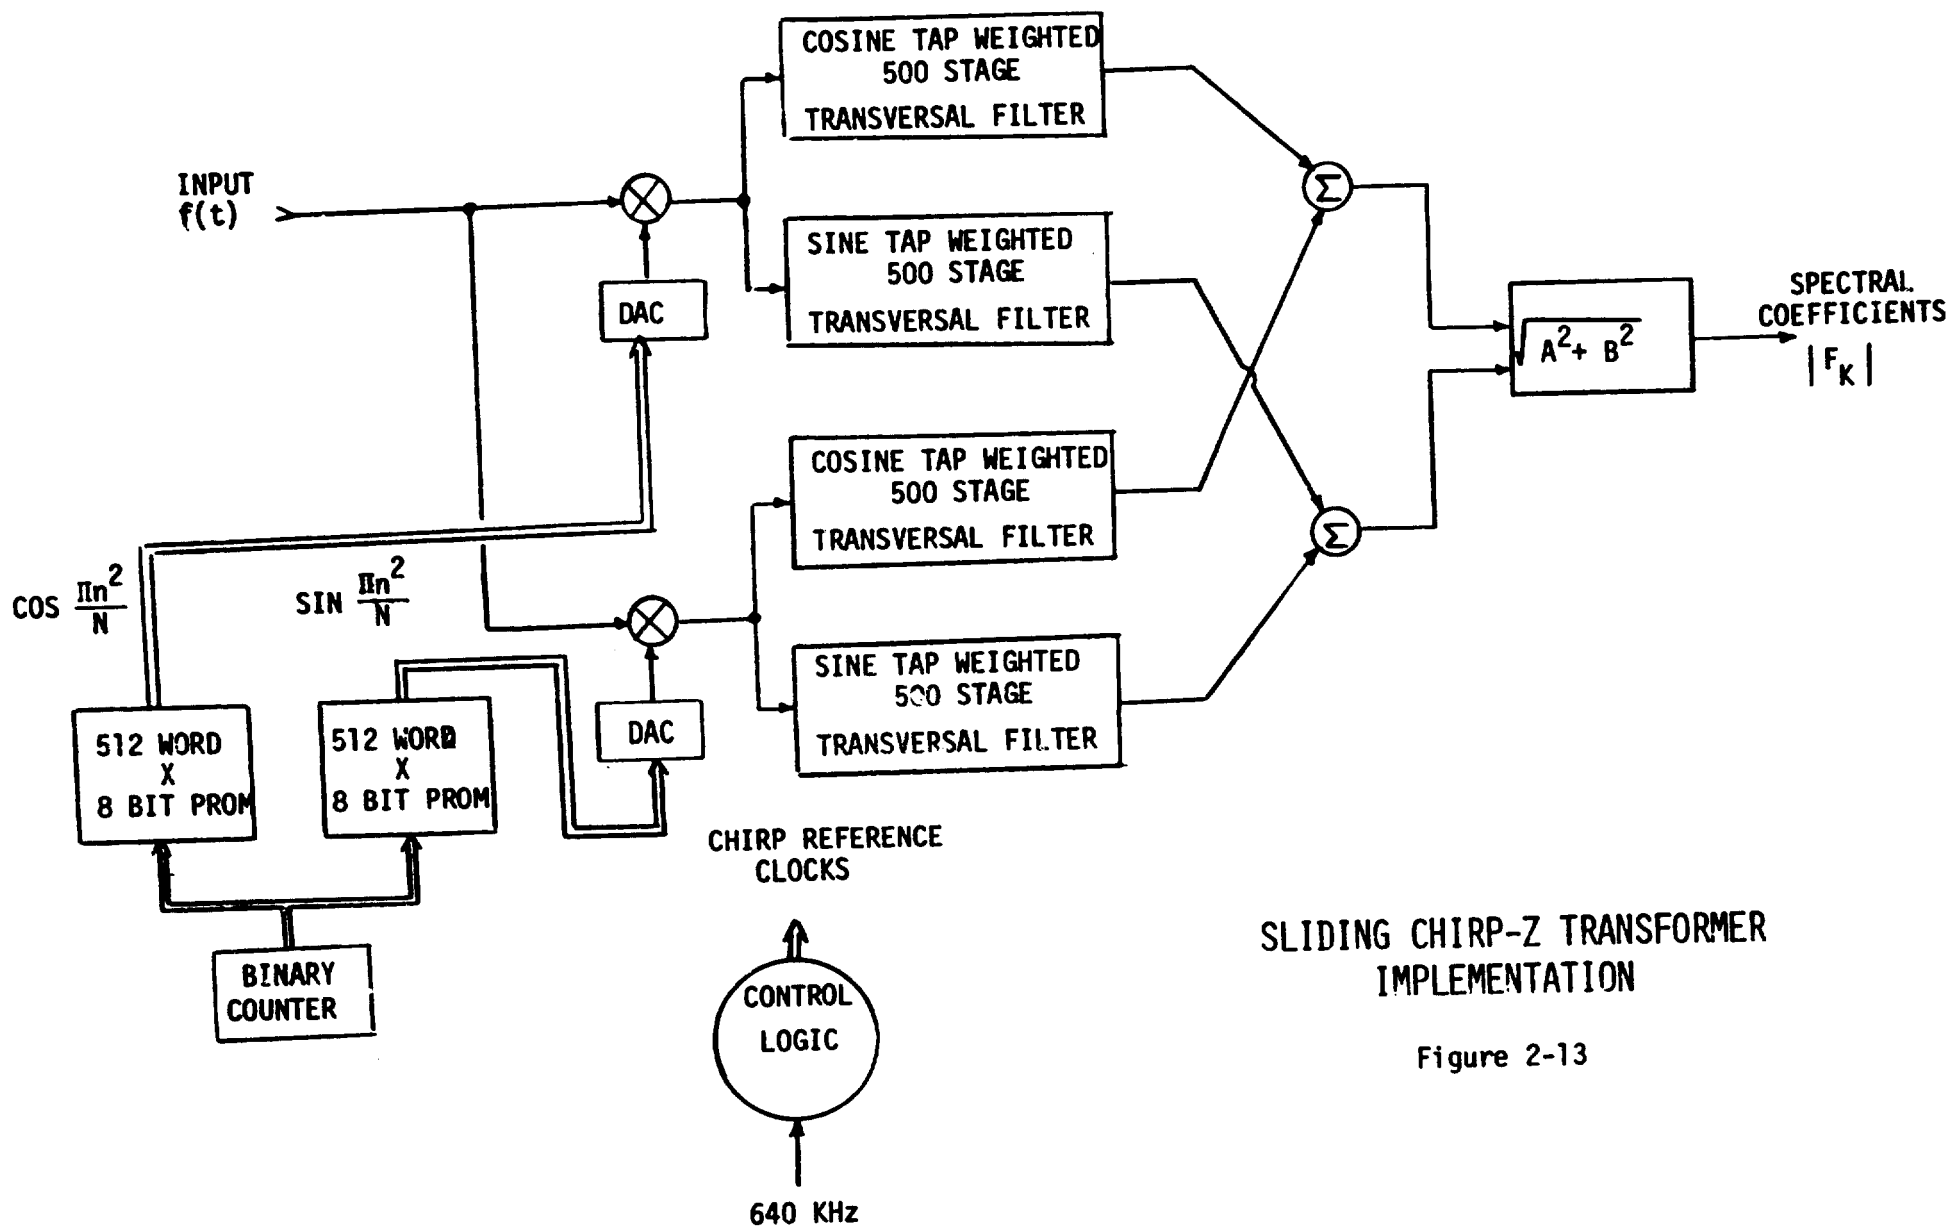 COSINE TAP WEIGHTED
500 STAGE
TRANSVERSAL FILTER
INPUT
f(t)
DAC
SINE TAP WEIGHTED
500 STAGE
TRANSVERSAL FILTER
Σ
√A²+ B²
SPECTRAL
COEFFICIENTS
|F_K|
COSINE TAP WEIGHTED
500 STAGE
TRANSVERSAL FILTER
Σ
COS Πn²/N
SIN Πn²/N
SINE TAP WEIGHTED
500 STAGE
TRANSVERSAL FILTER
DAC
512 WORD
X
8 BIT PROM
512 WORD
X
8 BIT PROM
BINARY
COUNTER
CHIRP REFERENCE
CLOCKS
CONTROL
LOGIC
640 KHz
SLIDING CHIRP-Z TRANSFORMER
IMPLEMENTATION
Figure 2-13